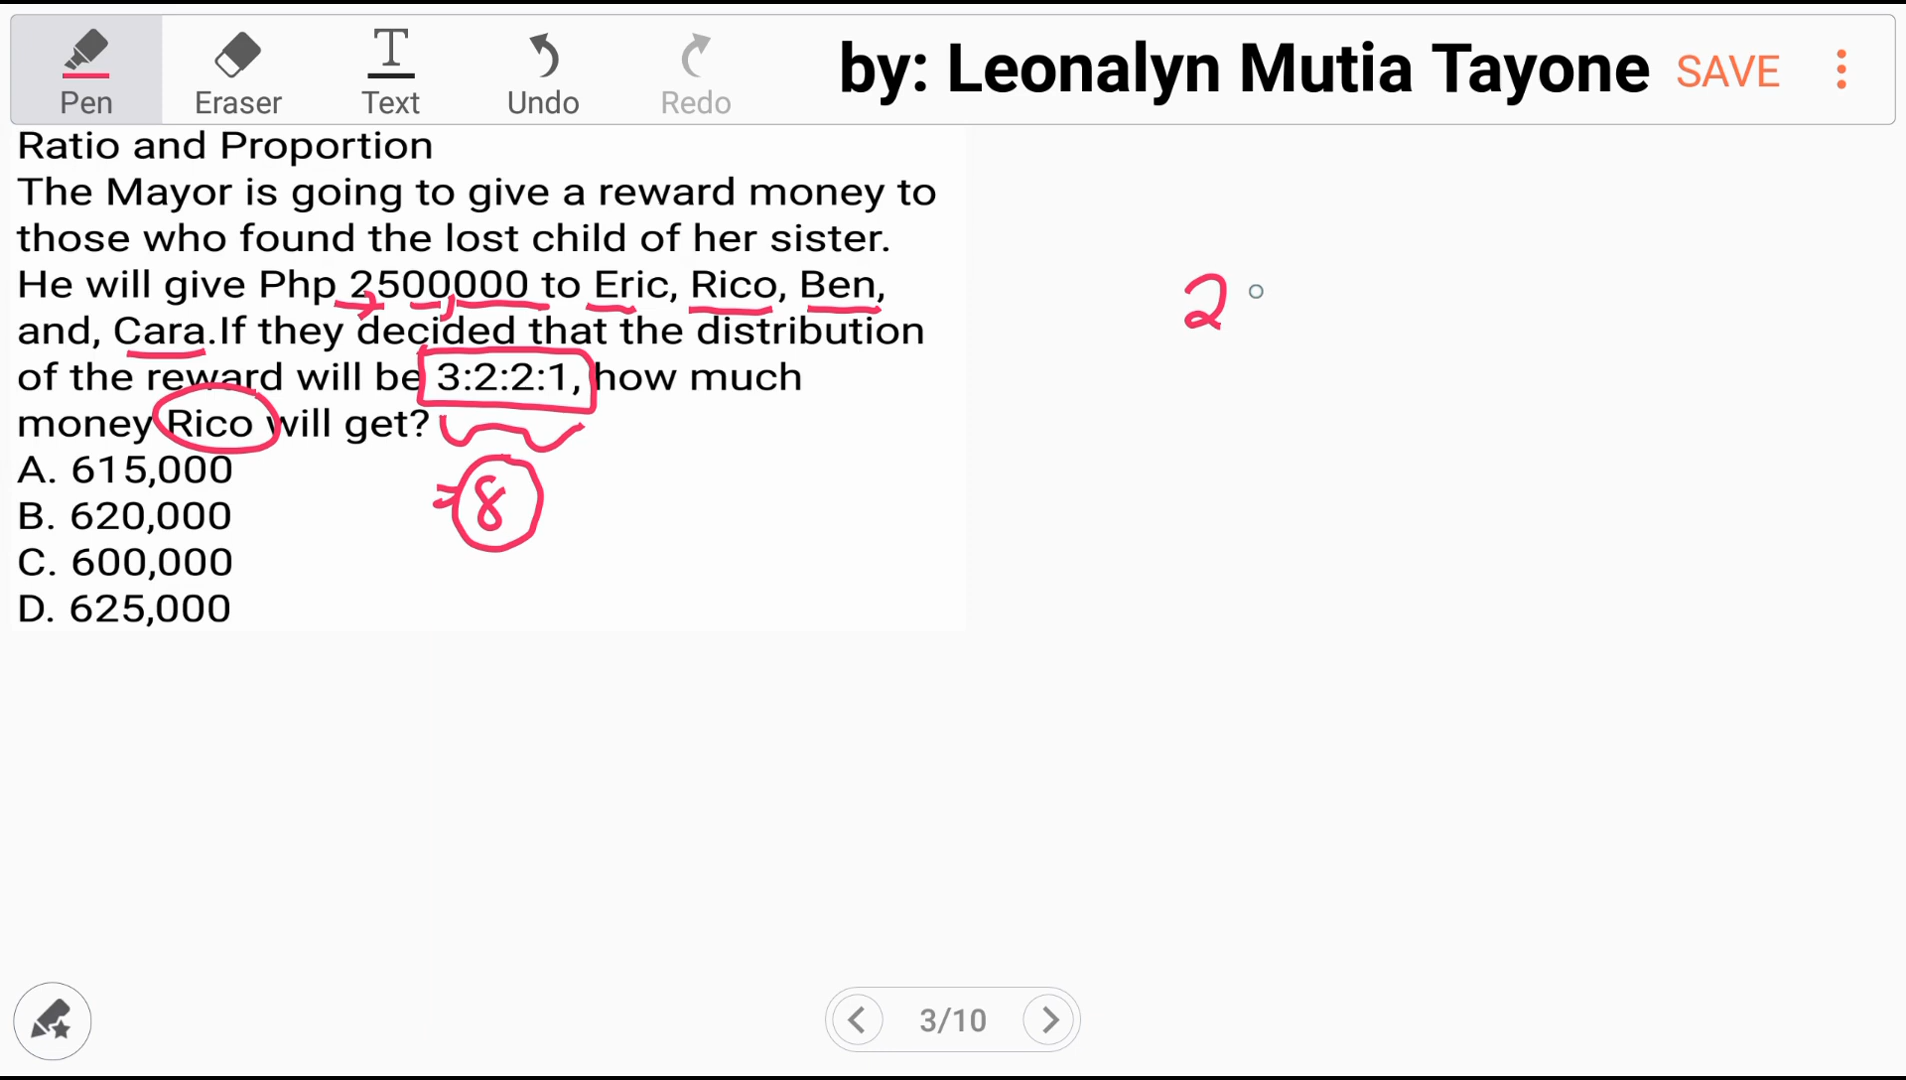 Pen
Eraser
Text
Undo
Redo
by: Leonalyn Mutia Tayone
SAVE
Ratio and Proportion
The Mayor is going to give a reward money to
those who found the lost child of her sister.
He will give Php 2500000 to Eric, Rico, Ben,
and, Cara.If they decided that the distribution
of the reward will be 3:2:2:1, how much
money Rico will get?
A. 615,000
B. 620,000
C. 600,000
D. 625,000
=8
2
3/10